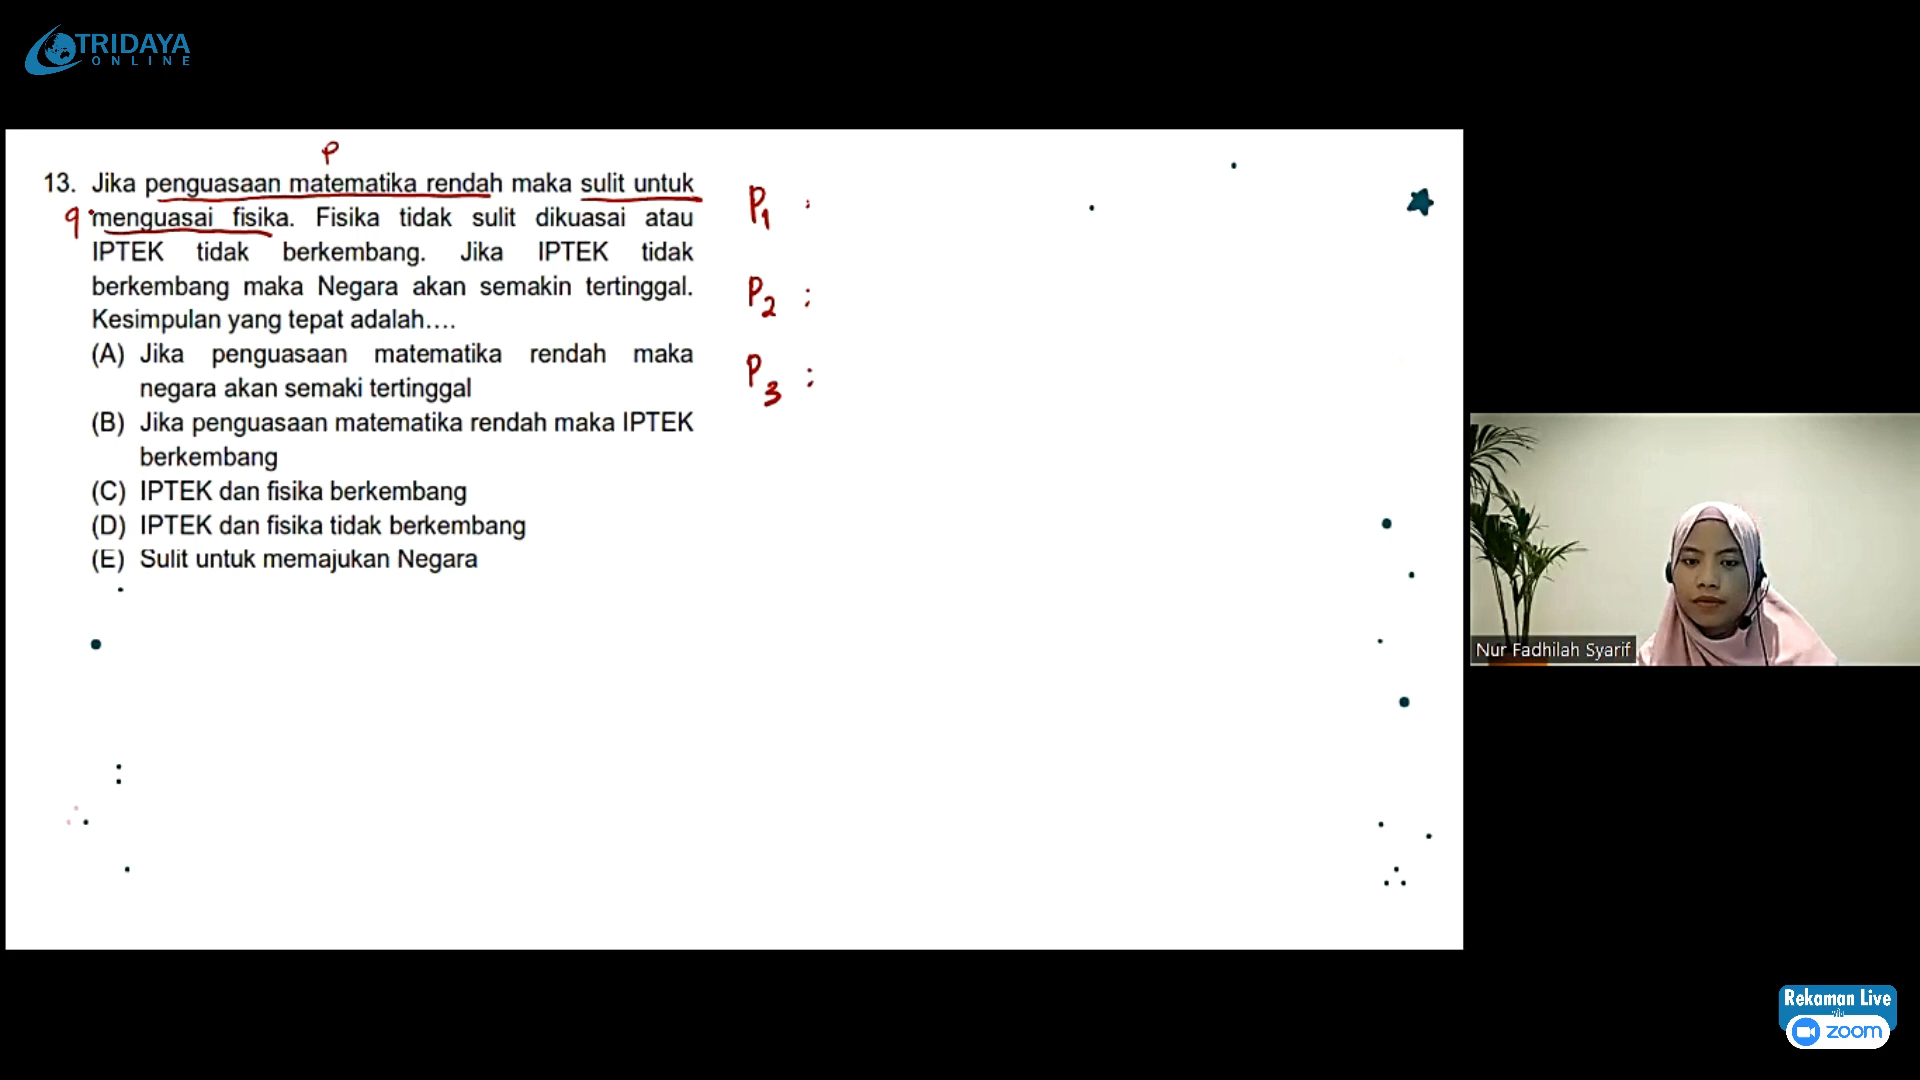 TRIDAYA
ONLINE
P
13. Jika penguasaan matematika rendah maka sulit untuk
q menguasai fisika. Fisika tidak sulit dikuasai atau
IPTEK tidak berkembang. Jika IPTEK tidak
berkembang maka Negara akan semakin tertinggal.
Kesimpulan yang tepat adalah....
(A) Jika penguasaan matematika rendah maka
negara akan semaki tertinggal
(B) Jika penguasaan matematika rendah maka IPTEK
berkembang
(C) IPTEK dan fisika berkembang
(D) IPTEK dan fisika tidak berkembang
(E) Sulit untuk memajukan Negara
P1 :
P2 :
P3 :
Nur Fadhilah Syarif
Rekaman Live
via
zoom